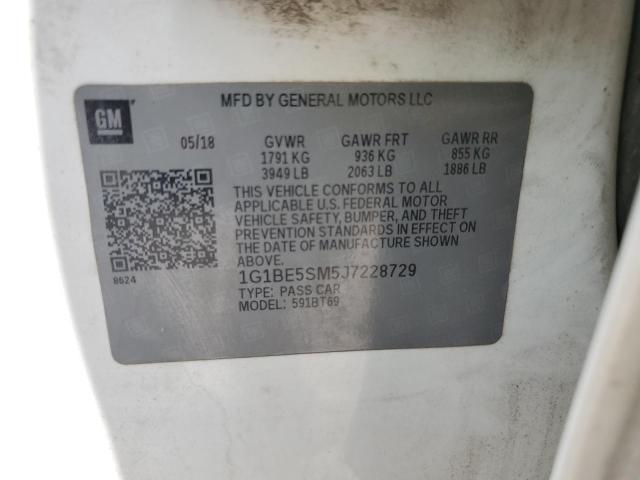 MFD BY GENERAL MOTORS LLC
GM
05/18 GVWR GAWR FRT GAWR RR
1791 KG 936 KG 855 KG
3949 LB 2063 LB 1886 LB
THIS VEHICLE CONFORMS TO ALL
APPLICABLE U.S. FEDERAL MOTOR
VEHICLE SAFETY, BUMPER, AND THEFT
PREVENTION STANDARDS IN EFFECT ON
THE DATE OF MANUFACTURE SHOWN
ABOVE.
8624
1G1BE5SM5J7228729
TYPE: PASS CAR
MODEL: 591BT69